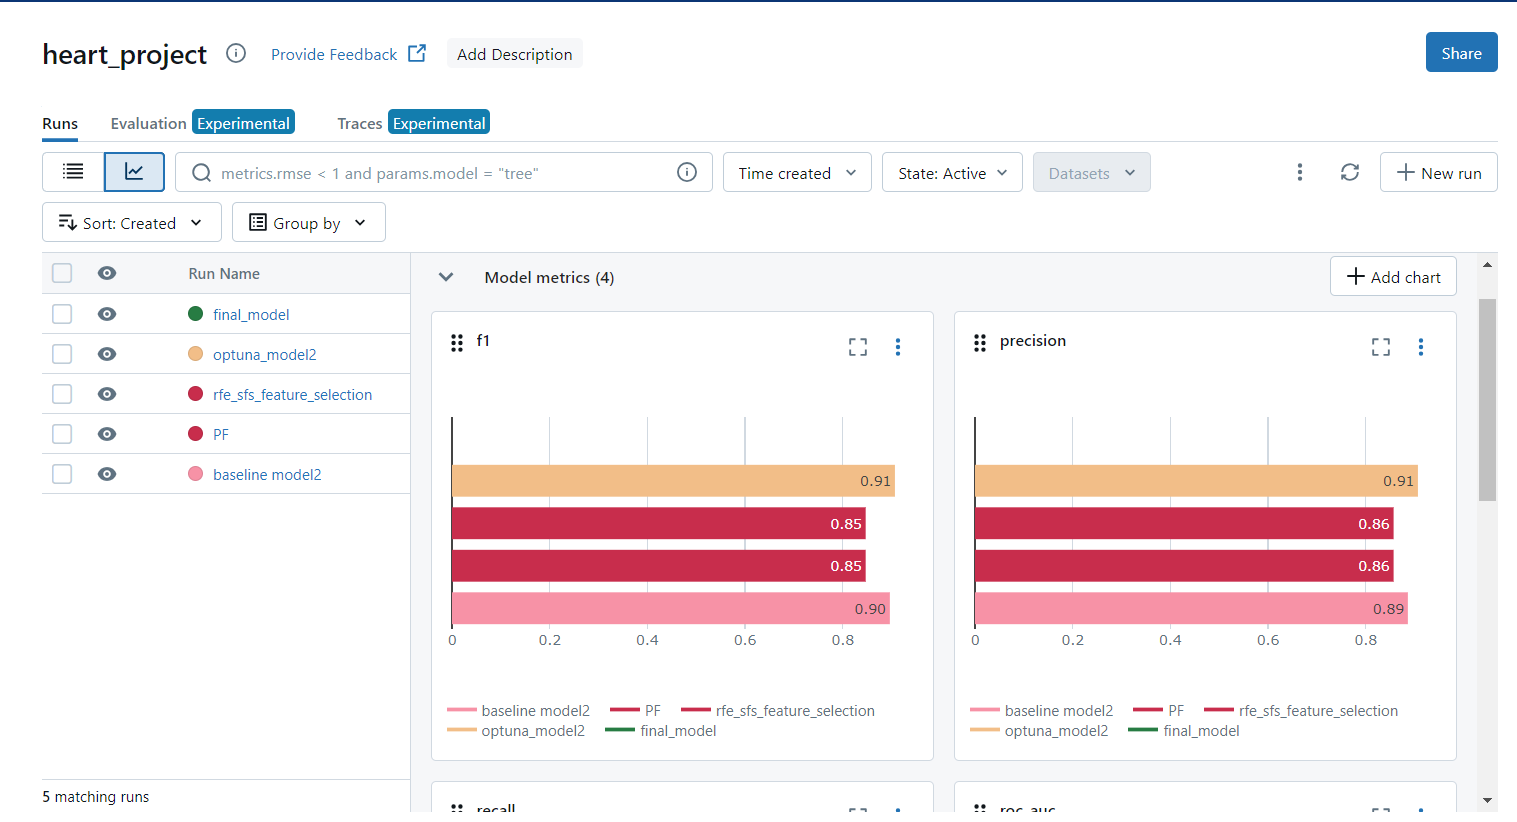 heart_project
Provide Feedback
Add Description
Share
Runs
Evaluation Experimental
Traces Experimental
metrics.rmse < 1 and params.model = "tree"
Time created
State: Active
Datasets
New run
Sort: Created
Group by
Run Name
final_model
optuna_model2
rfe_sfs_feature_selection
PF
baseline model2
5 matching runs
Model metrics (4)
Add chart
f1
0.91
0.85
0.85
0.90
0 0.2 0.4 0.6 0.8
baseline model2 PF rfe_sfs_feature_selection
optuna_model2 final_model
precision
0.91
0.86
0.86
0.89
0 0.2 0.4 0.6 0.8
baseline model2 PF rfe_sfs_feature_selection
optuna_model2 final_model
recall
roc_auc